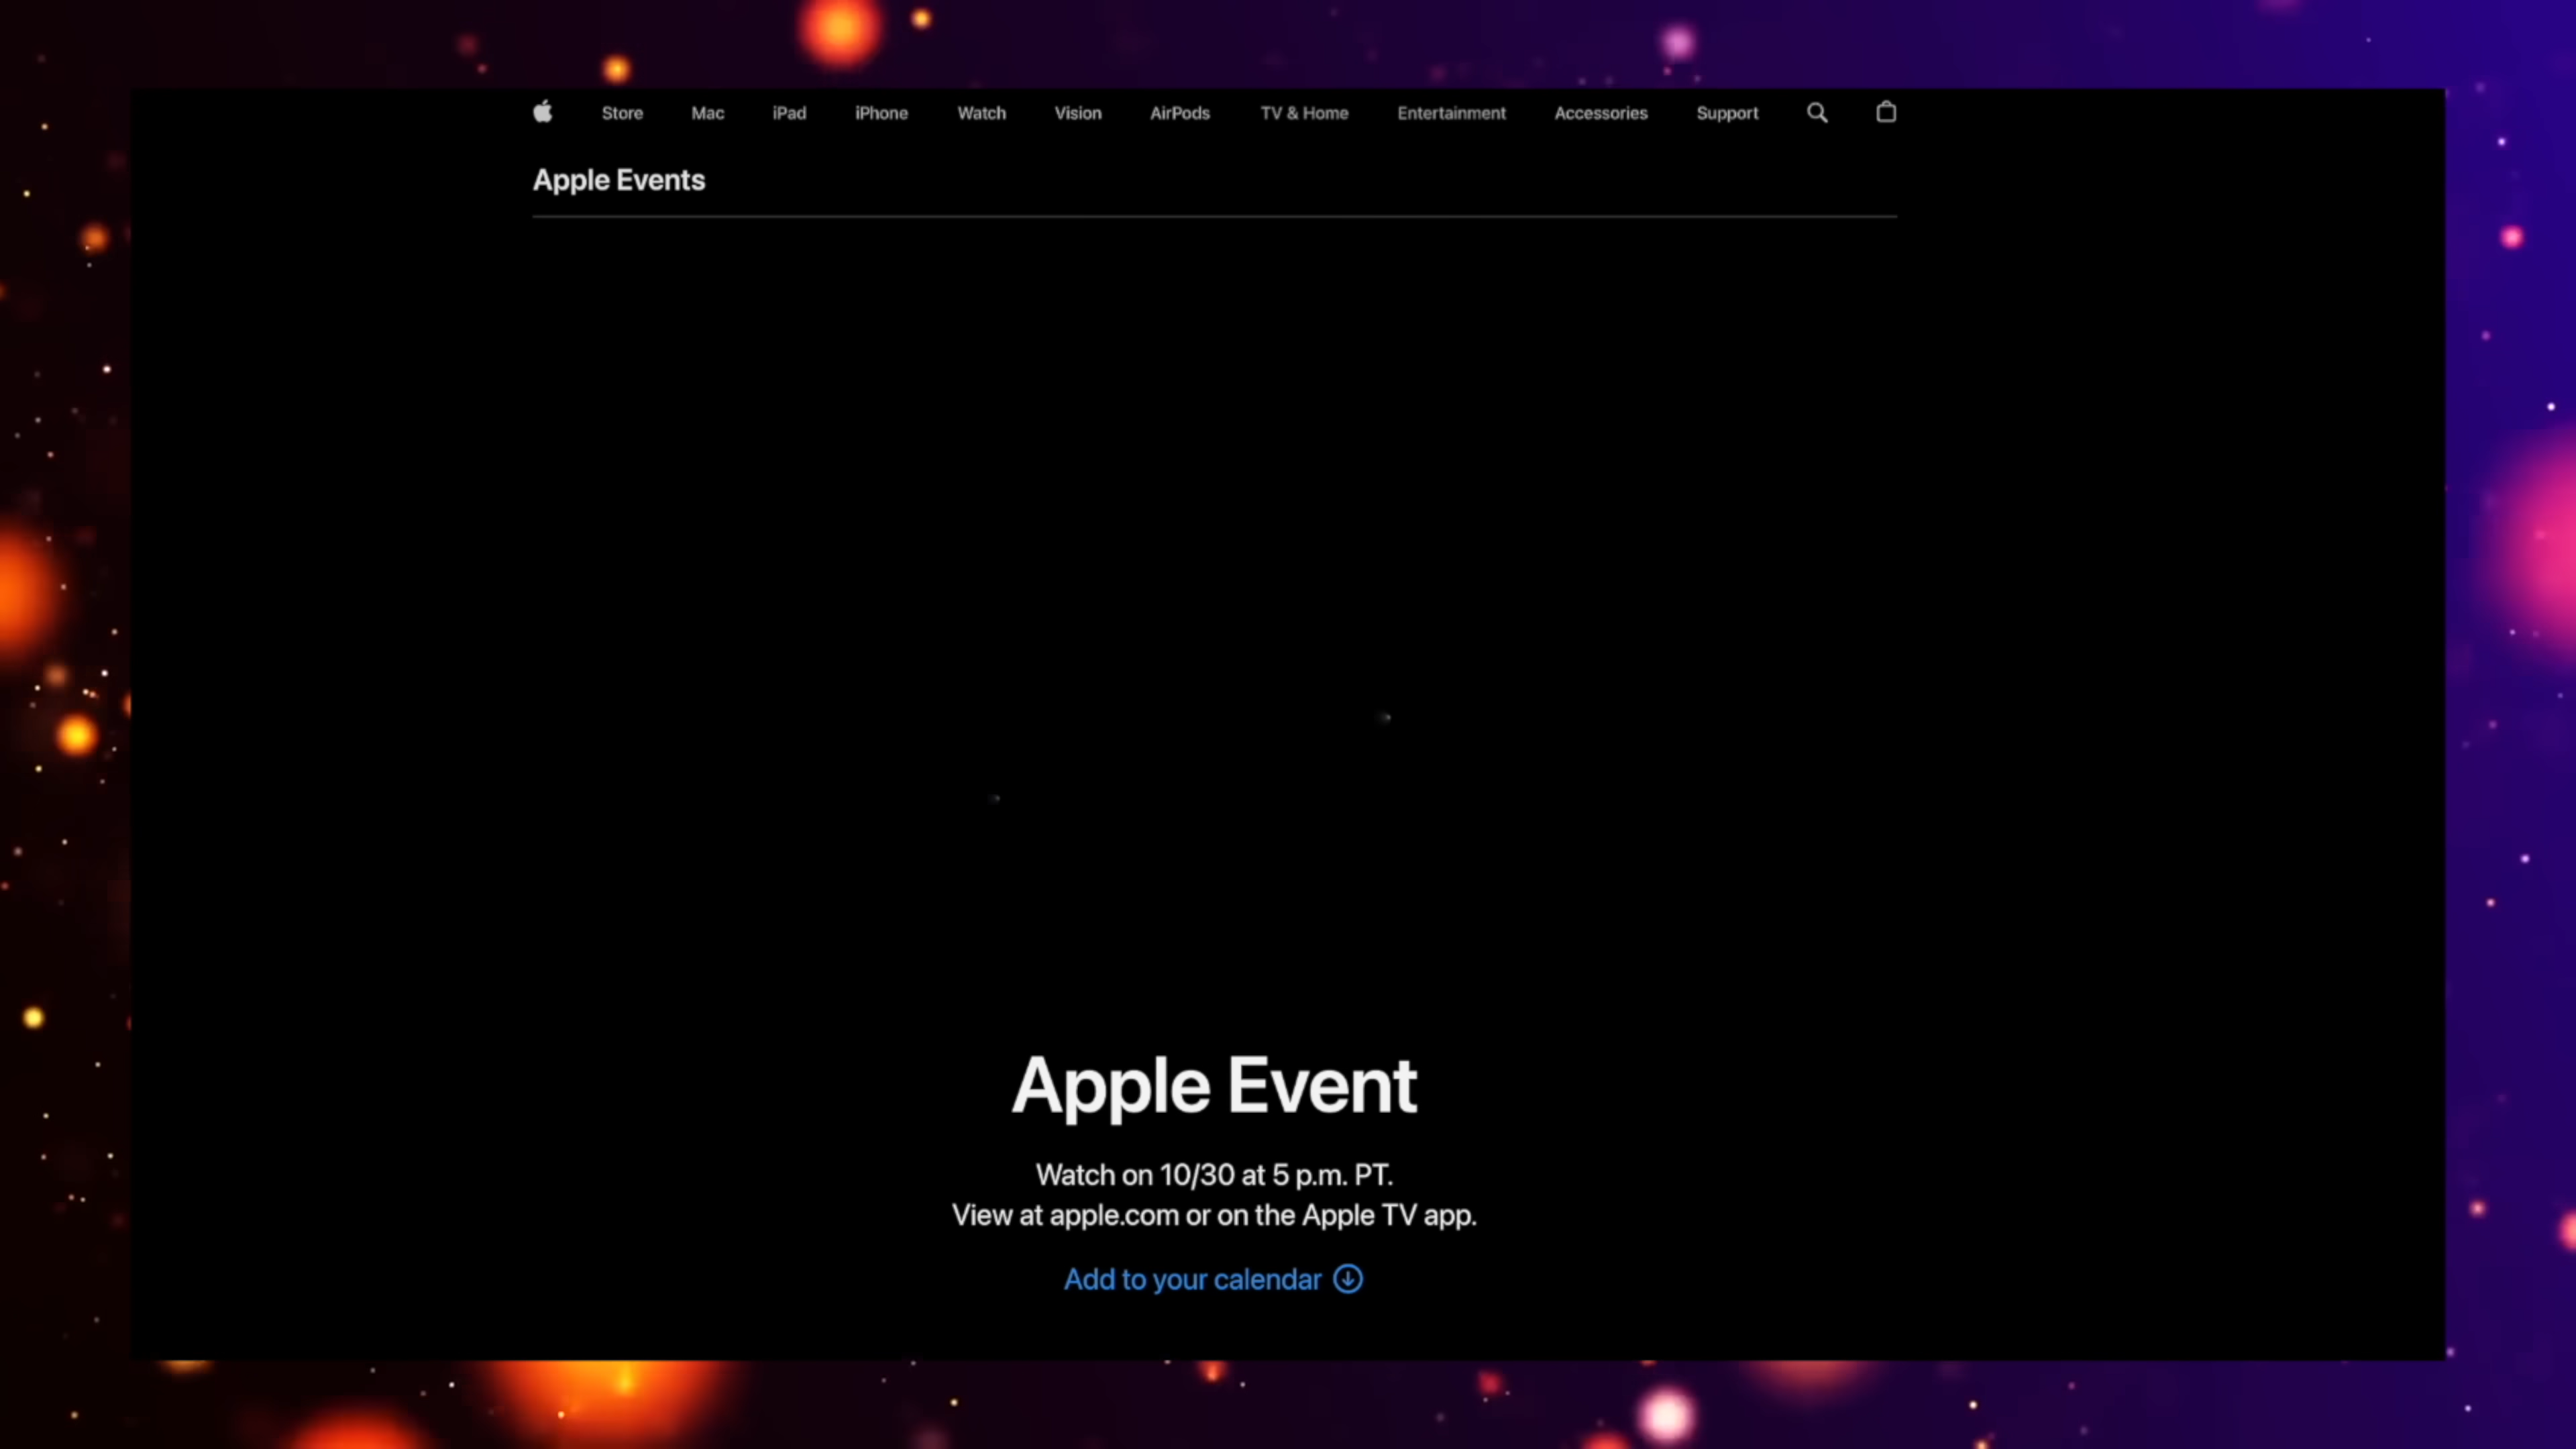 Store Mac iPad iPhone Watch Vision AirPods TV & Home Entertainment Accessories Support
Apple Events
Apple Event
Watch on 10/30 at 5 p.m. PT.
View at apple.com or on the Apple TV app.
Add to your calendar